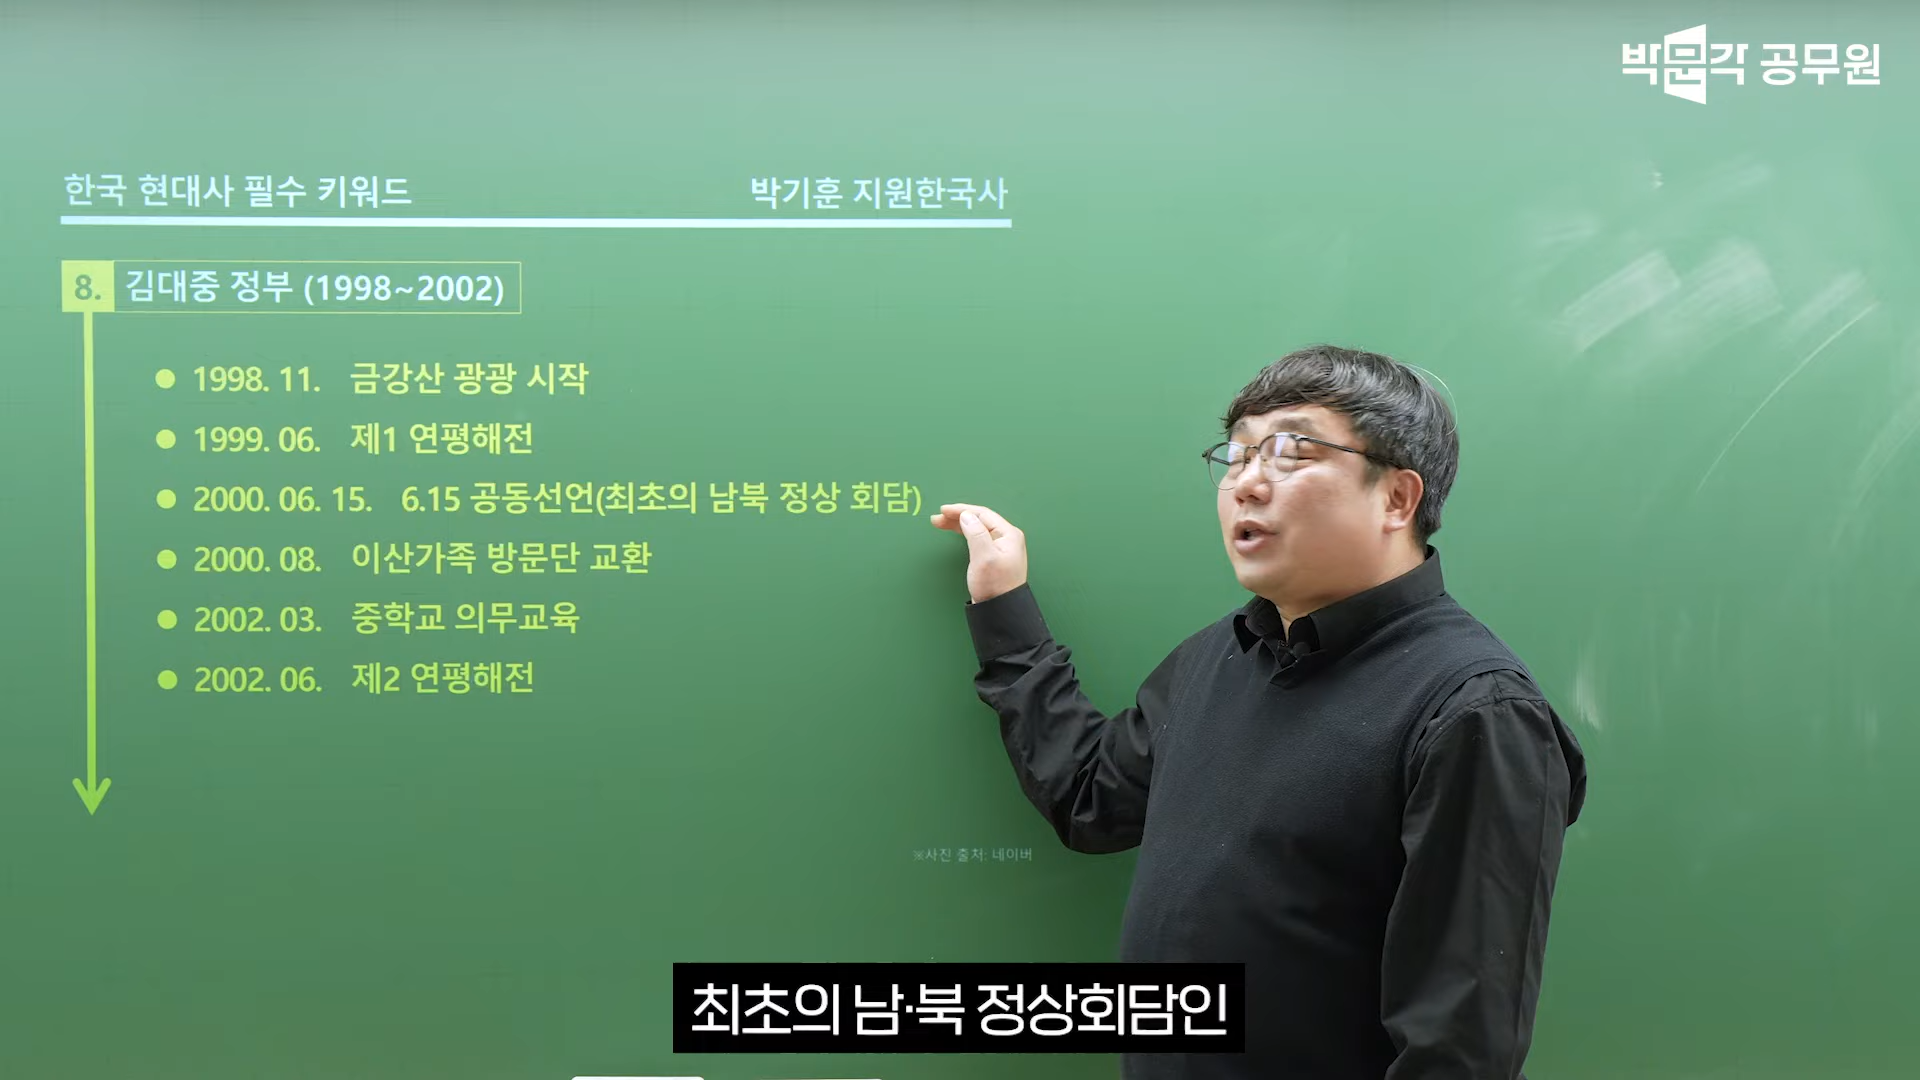 박문각 공무원
한국 현대사 필수 키워드
박기훈 지원한국사
8. 김대중 정부 (1998~2002)
1998. 11. 금강산 광광 시작
1999. 06. 제1 연평해전
2000. 06. 15. 6.15 공동선언(최초의 남북 정상 회담)
2000. 08. 이산가족 방문단 교환
2002. 03. 중학교 의무교육
2002. 06. 제2 연평해전
※사진 출처: 네이버
최초의 남·북 정상회담인